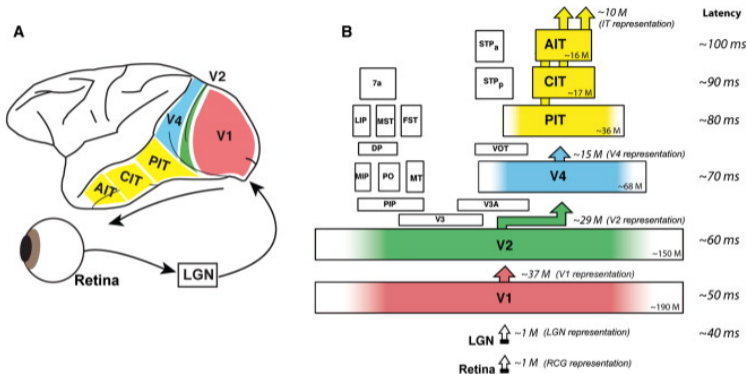 A
V2
V4
V1
PIT
CIT
AIT
Retina
LGN
B
Latency
~10 M
(IT representation)
STPa
AIT
~16 M
~100 ms
7a
STPp
CIT
~17 M
~90 ms
LIP
MST
FST
PIT
~36 M
~80 ms
DP
VOT
~15 M (V4 representation)
MIP
PO
MT
V4
~68 M
~70 ms
PIP
V3A
V3
~29 M (V2 representation)
V2
~150 M
~60 ms
~37 M (V1 representation)
V1
~190 M
~50 ms
LGN
~1 M (LGN representation)
~40 ms
Retina
~1 M (RCG representation)